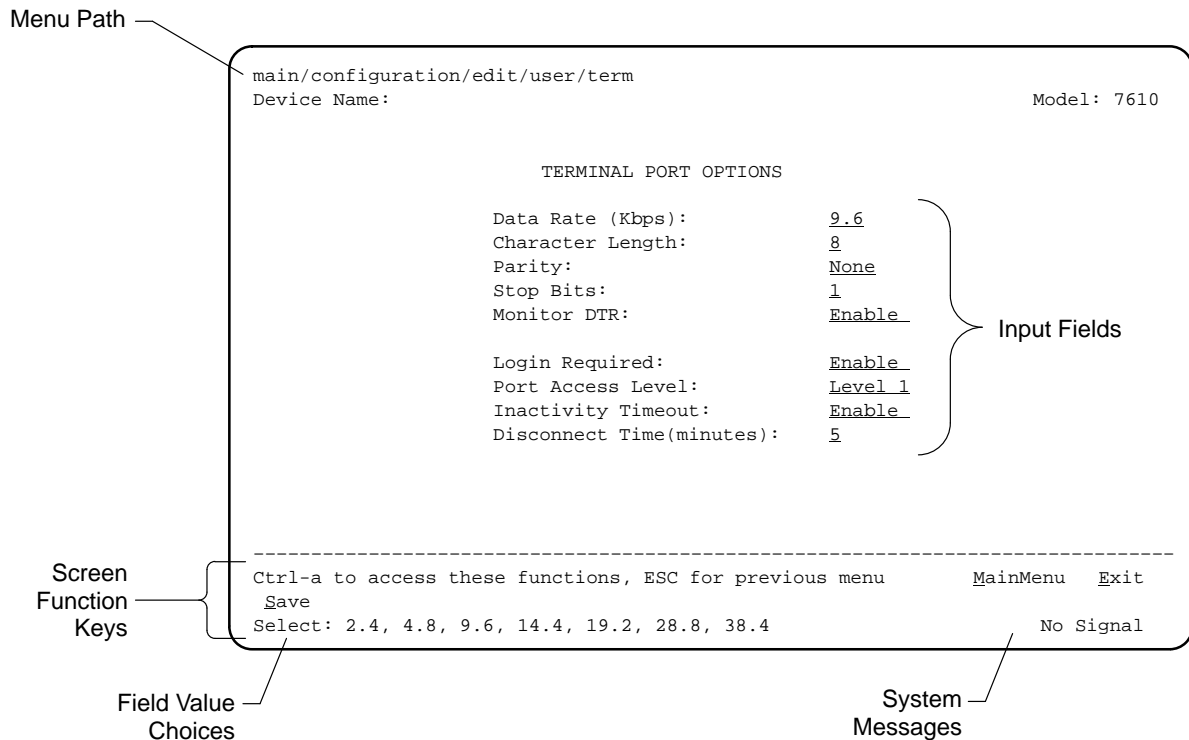 Menu Path
main/configuration/edit/user/term
Device Name: Model: 7610
TERMINAL PORT OPTIONS
Data Rate (Kbps): 9.6
Character Length: 8
Parity: None
Stop Bits: 1
Monitor DTR: Enable
Input Fields
Login Required: Enable
Port Access Level: Level 1
Inactivity Timeout: Enable
Disconnect Time(minutes): 5
Screen
Function
Keys
Ctrl-a to access these functions, ESC for previous menu MainMenu Exit
Save
Select: 2.4, 4.8, 9.6, 14.4, 19.2, 28.8, 38.4 No Signal
Field Value
Choices
System
Messages